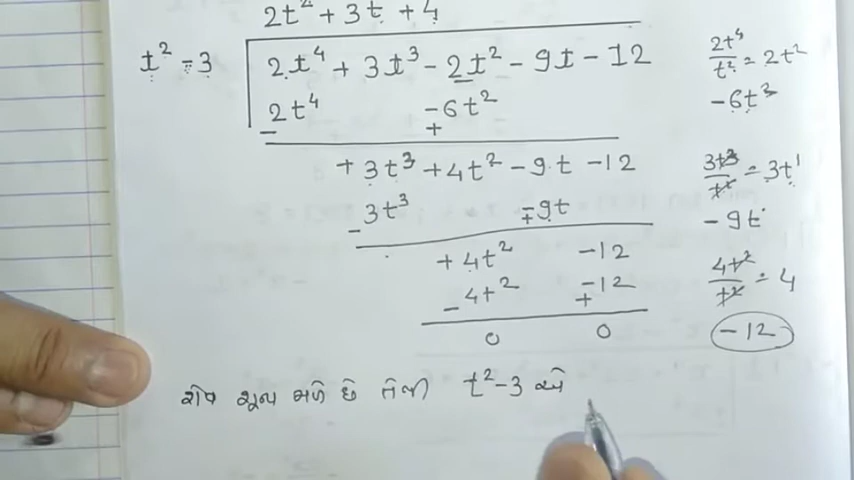 2t² + 3t + 4
t² - 3
2t⁴ + 3t³ - 2t² - 9t - 12
2t⁴ - 6t²
- +
+ 3t³ + 4t² - 9t - 12
3t³ - 9t
- +
+ 4t² - 12
4t² - 12
- +
0 0
2t⁴/t² = 2t²
- 6t²
3t³/t² = 3t¹
- 9t
4t²/t² = 4
- 12
શેષ શૂન્ય મળે છે તેથી t² - 3 એ